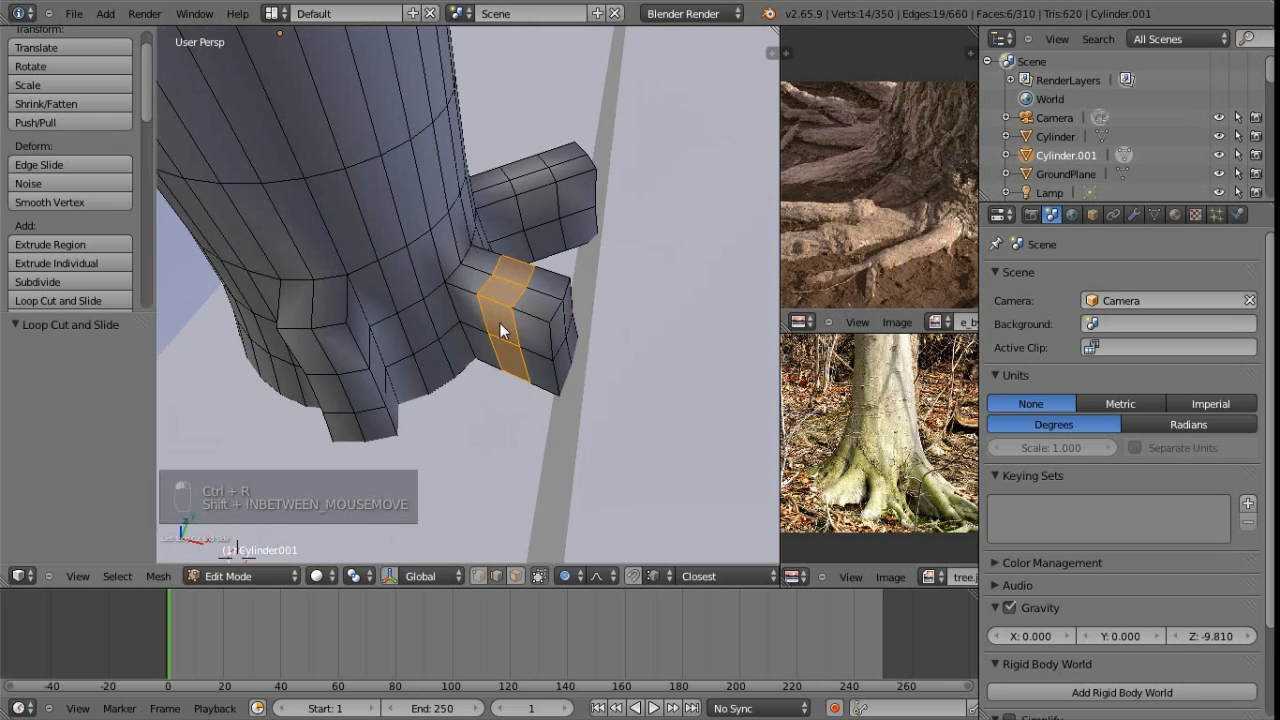 File Add Render Window Help Default Scene Blender Render v2.65.9 | Verts:14/350 | Edges:19/660 | Faces:6/310 | Tris:620 | Cylinder.001
Transform:
Translate
Rotate
Scale
Shrink/Fatten
Push/Pull
Deform:
Edge Slide
Noise
Smooth Vertex
Add:
Extrude Region
Extrude Individual
Subdivide
Loop Cut and Slide
Loop Cut and Slide
User Persp
Ctrl + R
Shift + INBETWEEN_MOUSEMOVE
(1) Cylinder.001
View Select Mesh Edit Mode Global Closest
View Image e_b
View Image tree.j
View Search All Scenes
Scene
RenderLayers
World
Camera
Cylinder
Cylinder.001
GroundPlane
Lamp
Scene
Scene
Camera: Camera
Background:
Active Clip:
Units
None Metric Imperial
Degrees Radians
Scale: 1.000 Separate Units
Keying Sets
Color Management
Audio
Gravity
X: 0.000 Y: 0.000 Z: -9.810
Rigid Body World
Add Rigid Body World
Simplify
-40 -20 0 20 40 60 80 100 120 140 160 180 200 220 240 260
View Marker Frame Playback Start: 1 End: 250 1 No Sync